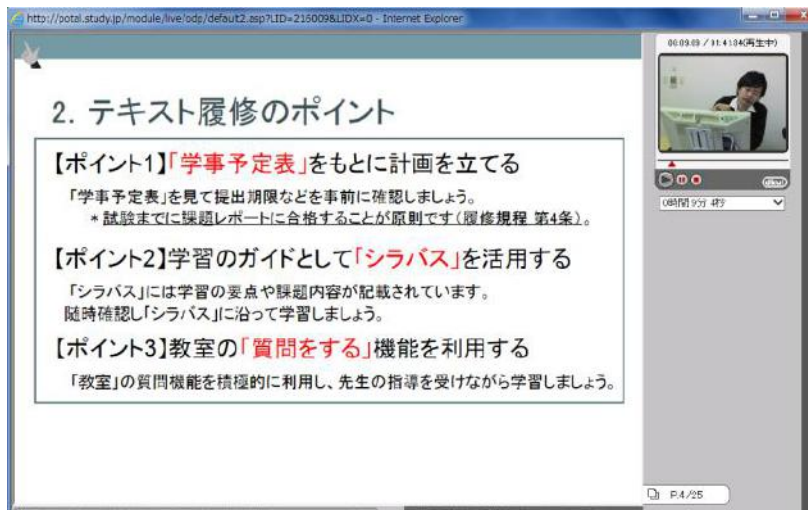 http://potal.study.jp/module/live/odp/defaut2.asp?LID=216009&LIDX=0 - Internet Explorer
2. テキスト履修のポイント
【ポイント1】「学事予定表」をもとに計画を立てる
「学事予定表」を見て提出期限などを事前に確認しましょう。
*試験までに課題レポートに合格することが原則です(履修規程 第4条)。
【ポイント2】学習のガイドとして「シラバス」を活用する
「シラバス」には学習の要点や課題内容が記載されています。
随時確認し「シラバス」に沿って学習しましょう。
【ポイント3】教室の「質問をする」機能を利用する
「教室」の質問機能を積極的に利用し、先生の指導を受けながら学習しましょう。
(再生中)
P.4/25